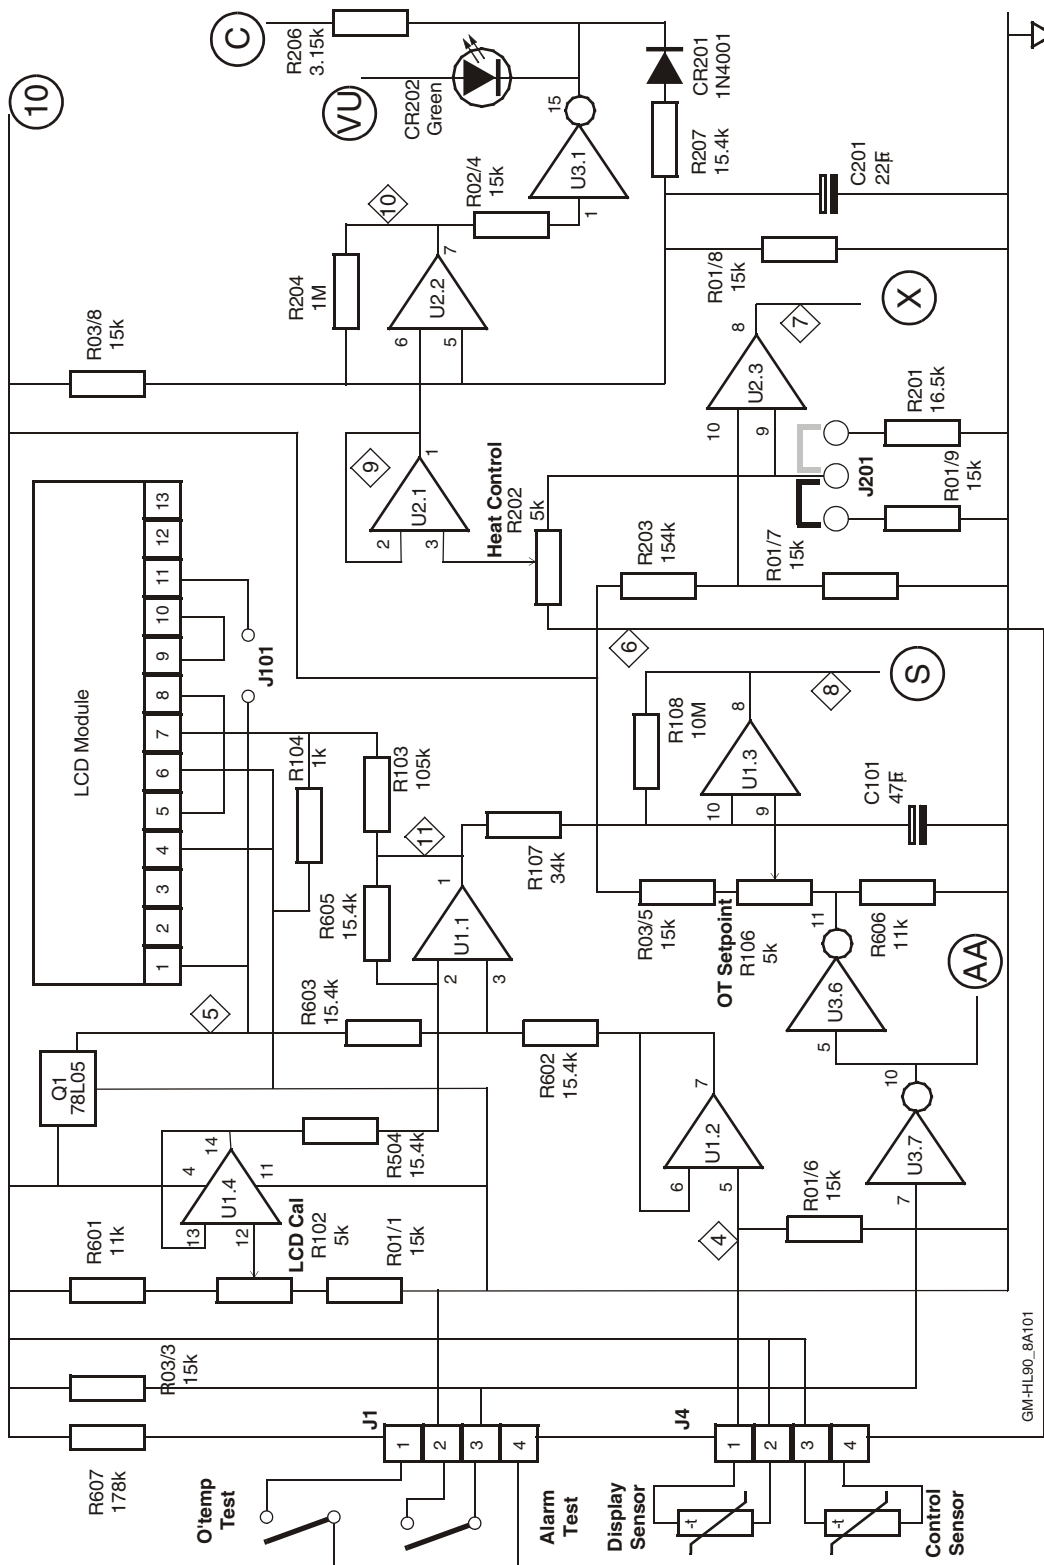 10
LCD Module
1 2 3 4 5 6 7 8 9 10 11 12 13
R607
178k
R03/3
15k
R601
11k
Q1
78L05
5
J101
R03/8
15k
C
R206
3.15k
VU
CR202
Green
O'temp
Test
J1
1
2
3
4
Alarm
Test
LCD Cal
R102
5k
R01/1
15k
U1.4
13
12
4
11
14
R504
15.4k
R603
15.4k
R602
15.4k
R605
15.4k
R104
1k
R103
105k
11
U1.1
2
3
1
R107
34k
9
U2.1
2
3
1
Heat Control
R202
5k
R204
1M
10
U2.2
6
5
7
R02/4
15k
U3.1
1
15
CR201
1N4001
R207
15.4k
Display
Sensor
J4
1
2
3
4
-t
-t
Control
Sensor
4
U1.2
6
5
7
R01/6
15k
U3.7
7
10
U3.6
5
11
AA
R03/5
15k
OT Setpoint
R106
5k
R606
11k
6
R108
10M
U1.3
10
9
8
8
S
C101
47µF
R203
154k
R01/7
15k
U2.3
10
9
8
7
X
J201
R01/9
15k
R201
16.5k
R01/8
15k
C201
22µF
GM-HL90_8A101